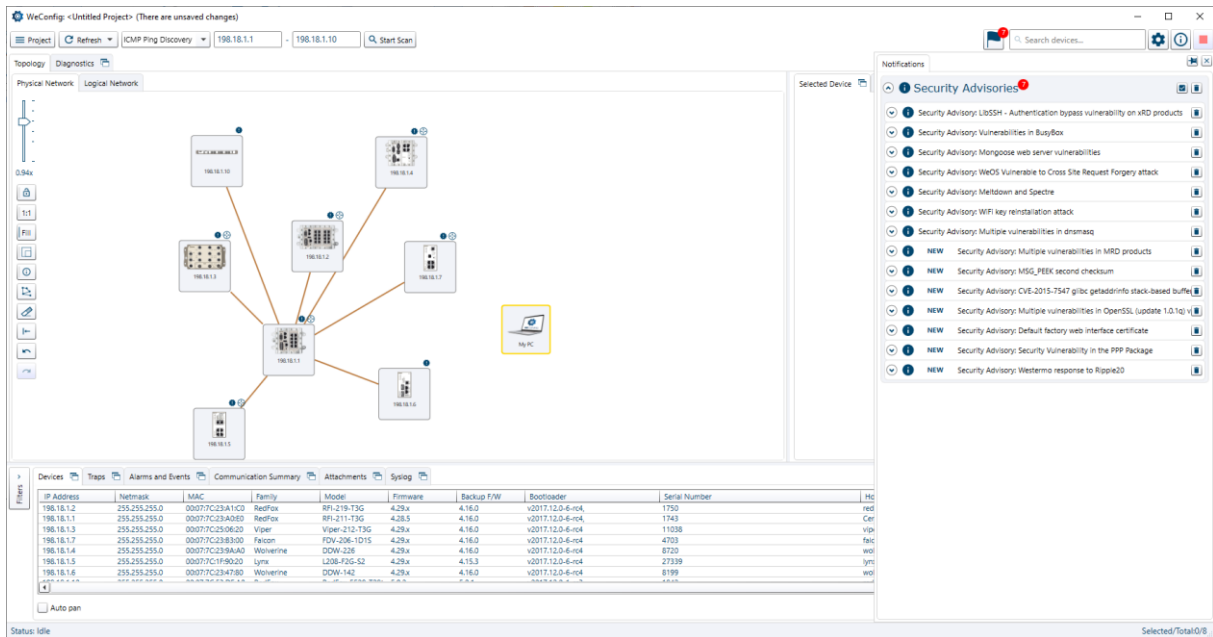 WeConfig: <Untitled Project> (There are unsaved changes)
Project Refresh ICMP Ping Discovery 198.18.1.1 - 198.18.1.10 Start Scan 7 Search devices...
Topology Diagnostics
Physical Network Logical Network
Selected Device
0.94x
1:1
Fill
198.18.1.10
198.18.1.4
198.18.1.2
198.18.1.3
198.18.1.7
My PC
198.18.1.1
198.18.1.6
198.18.1.5
Notifications
Security Advisories 7
Security Advisory: LibSSH - Authentication bypass vulnerability on xRD products
Security Advisory: Vulnerabilities in BusyBox
Security Advisory: Mongoose web server vulnerabilities
Security Advisory: WeOS Vulnerable to Cross Site Request Forgery attack
Security Advisory: Meltdown and Spectre
Security Advisory: WiFi key reinstallation attack
Security Advisory: Multiple vulnerabilities in dnsmasq
NEW Security Advisory: Multiple vulnerabilities in MRD products
NEW Security Advisory: MSG_PEEK second checksum
NEW Security Advisory: CVE-2015-7547 glibc getaddrinfo stack-based buffe
NEW Security Advisory: Multiple vulnerabilities in OpenSSL (update 1.0.1q) v
NEW Security Advisory: Default factory web interface certificate
NEW Security Advisory: Security Vulnerability in the PPP Package
NEW Security Advisory: Westermo response to Ripple20
Filters
Devices Traps Alarms and Events Communication Summary Attachments Syslog
IP Address Netmask MAC Family Model Firmware Backup F/W Bootloader Serial Number Ho
198.18.1.2 255.255.255.0 00:07:7C:23:A1:C0 RedFox RFI-219-T3G 4.29.x 4.16.0 v2017.12.0-6-rc4, 1750 red
198.18.1.1 255.255.255.0 00:07:7C:23:A0:E0 RedFox RFI-211-T3G 4.28.5 4.16.0 v2017.12.0-6-rc4, 1743 Cer
198.18.1.3 255.255.255.0 00:07:7C:25:06:20 Viper Viper-212-T3G 4.29.x 4.16.0 v2017.12.0-6-rc4 11038 vip
198.18.1.7 255.255.255.0 00:07:7C:23:83:00 Falcon FDV-206-1D1S 4.29.x 4.16.0 v2017.12.0-6-rc4 4703 falc
198.18.1.4 255.255.255.0 00:07:7C:23:9A:A0 Wolverine DDW-226 4.29.x 4.16.0 v2017.12.0-6-rc4 8720 wol
198.18.1.5 255.255.255.0 00:07:7C:1F:90:20 Lynx L208-F2G-S2 4.29.x 4.15.3 v2017.12.0-6-rc4 27339 lyn
198.18.1.6 255.255.255.0 00:07:7C:23:47:80 Wolverine DDW-142 4.29.x 4.16.0 v2017.12.0-6-rc4 8199 wol
Auto pan
Status: Idle Selected/Total:0/8